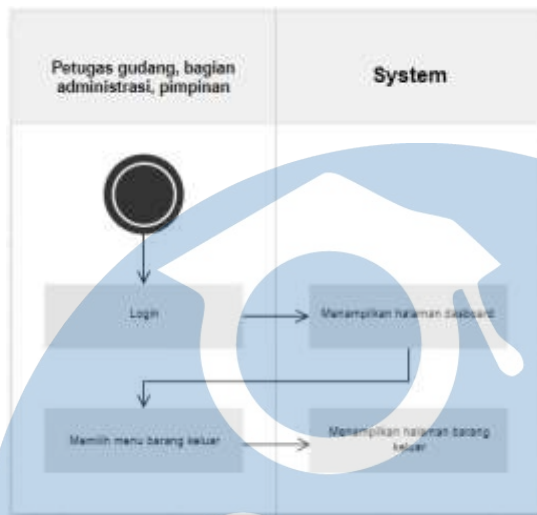 Petugas gudang, bagian
administrasi, pimpinan
System
Login
Menampilkan halaman dasboard
Memilih menu barang keluar
Menampilkan halaman barang
keluar